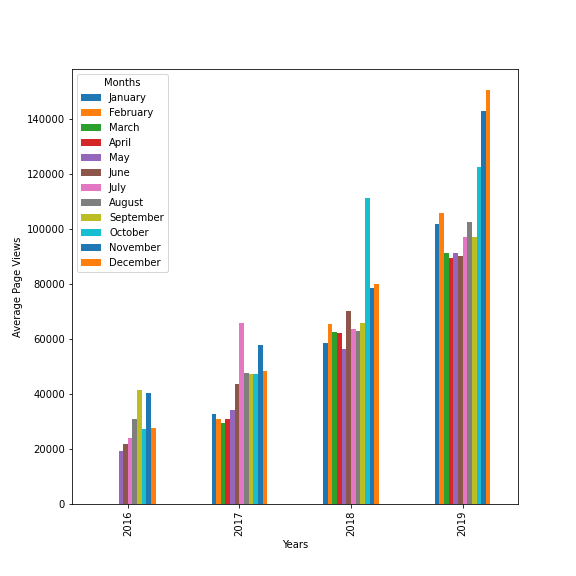 Months
January
February
March
April
May
June
July
August
September
October
November
December
Average Page Views
140000
120000
100000
80000
60000
40000
20000
0
2016
2017
2018
2019
Years